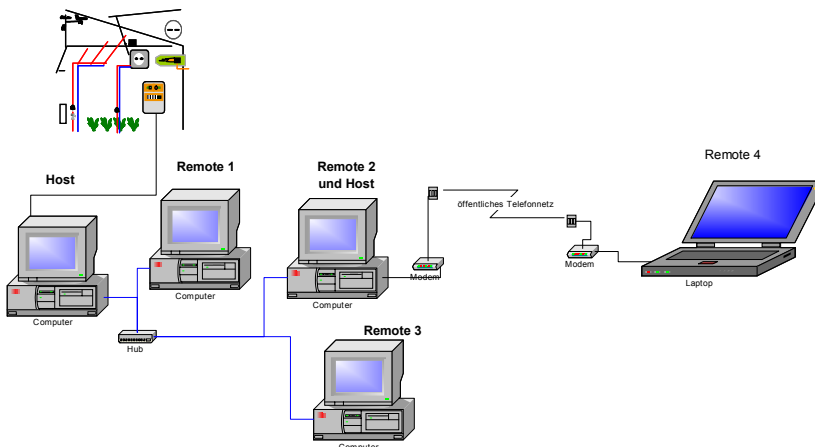 Remote 4
Remote 1
Remote 2
und Host
Host
öffentliches Telefonnetz
Modem
Modem
Laptop
Computer
Computer
Computer
Remote 3
Hub
Computer